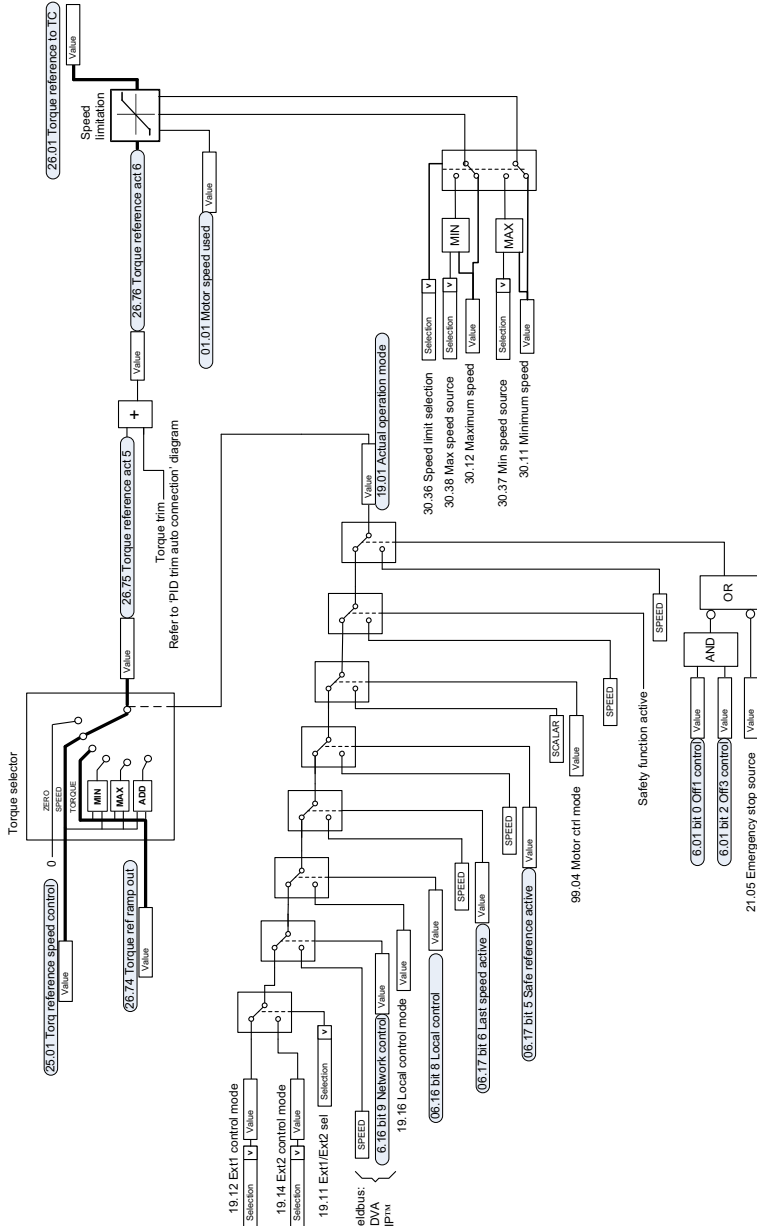 Torque selector
25.01 Torq reference speed control
Value
0
ZERO
SPEED
TORQUE
MIN
MAX
ADD
26.74 Torque ref ramp out
Value
Value
26.75 Torque reference act 5
+
Torque trim
Refer to ‘PID trim auto connection’ diagram
Value
26.76 Torque reference act 6
01.01 Motor speed used
Value
Speed
limitation
26.01 Torque reference to TC
Value
19.12 Ext1 control mode
Selection
v
Value
19.14 Ext2 control mode
Selection
v
Value
19.11 Ext1/Ext2 sel
Selection
v
SPEED
eldbus:
DVA
IP™
6.16 bit 9 Network control
Value
19.16 Local control mode
Value
06.16 bit 8 Local control
Value
SPEED
06.17 bit 6 Last speed active
Value
SPEED
06.17 bit 5 Safe reference active
Value
SCALAR
99.04 Motor ctrl mode
Value
SPEED
Safety function active
SPEED
6.01 bit 0 Off1 control
Value
6.01 bit 2 Off3 control
Value
AND
OR
21.05 Emergency stop source
Value
Value
19.01 Actual operation mode
30.36 Speed limit selection
Selection
v
30.38 Max speed source
Selection
v
30.12 Maximum speed
Value
MIN
30.37 Min speed source
Selection
v
30.11 Minimum speed
Value
MAX